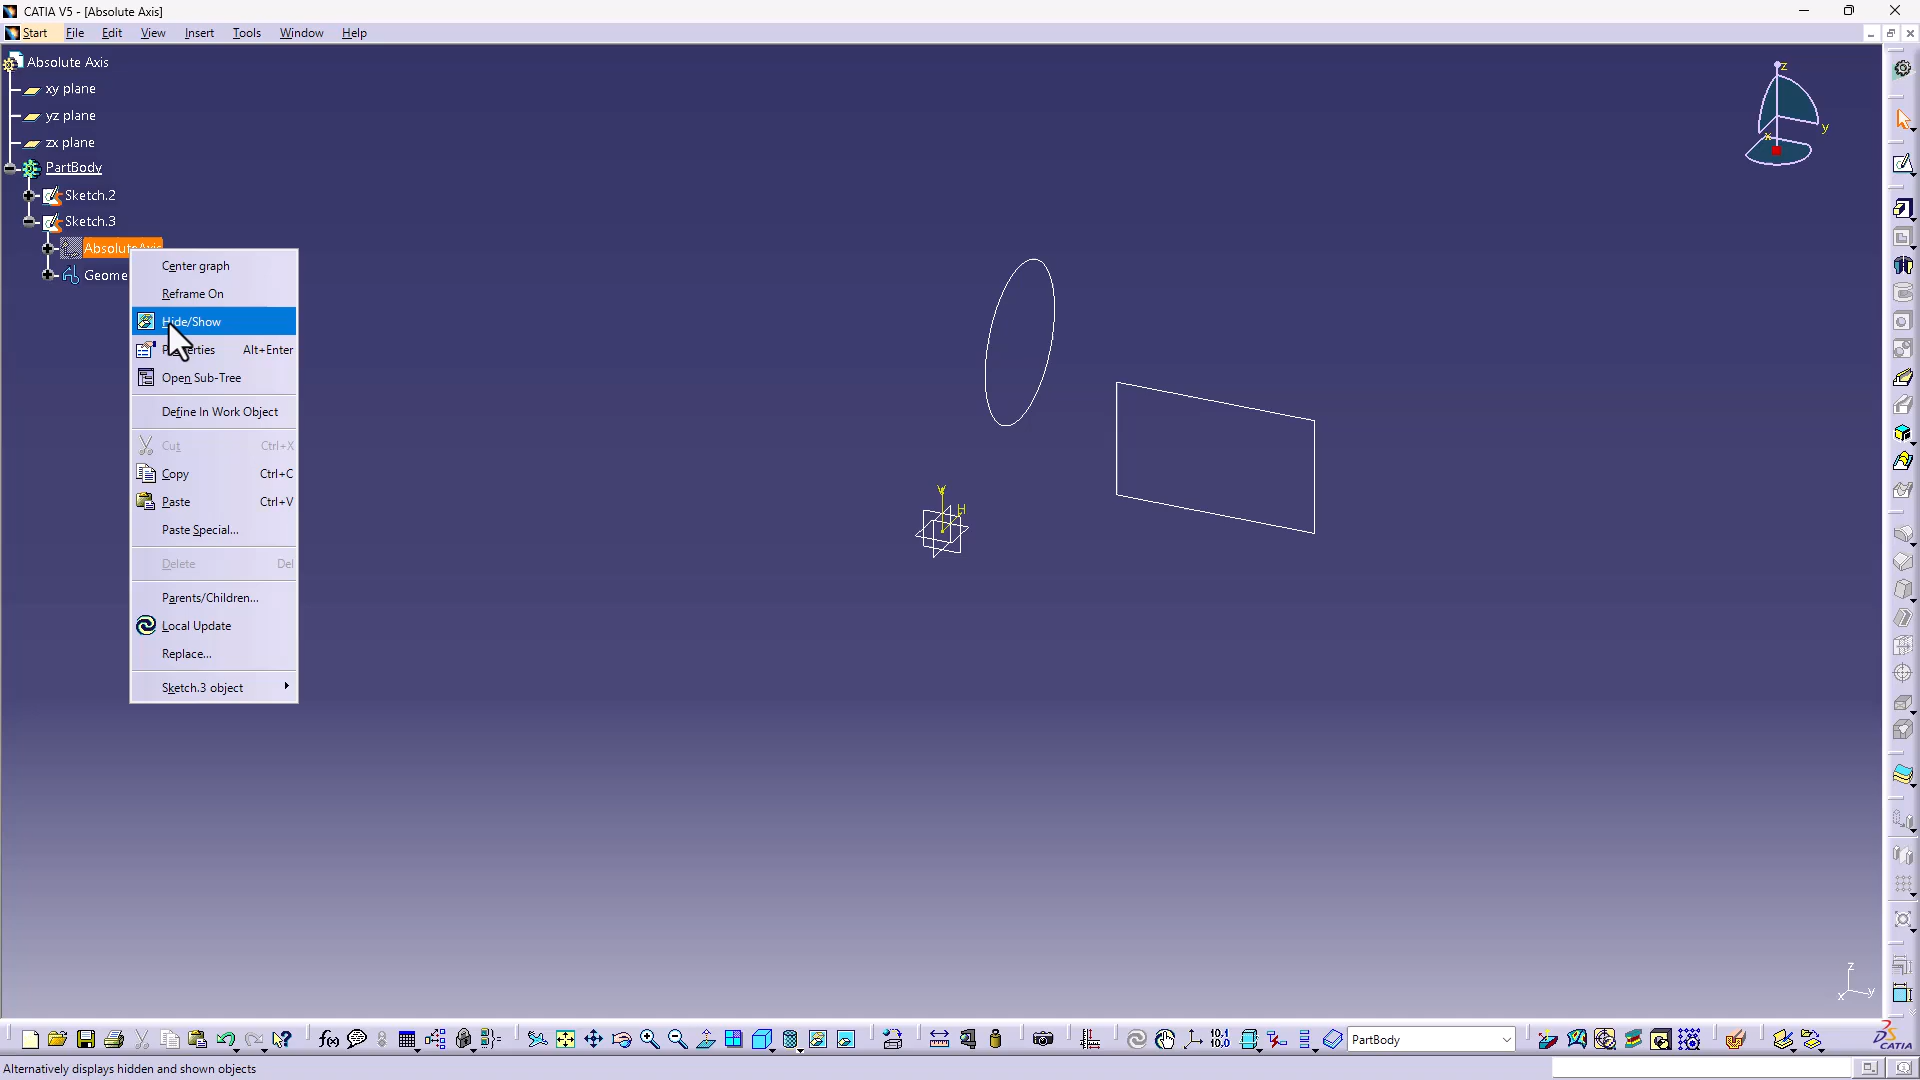 CATIA V5 - [Absolute Axis]
Start File Edit View Insert Tools Window Help
Absolute Axis
xy plane
yz plane
zx plane
PartBody
Sketch.2
Sketch.3
AbsoluteAxis
Geome
Center graph
Reframe On
Hide/Show
Properties Alt+Enter
Open Sub-Tree
Define In Work Object
Cut Ctrl+X
Copy Ctrl+C
Paste Ctrl+V
Paste Special...
Delete Del
Parents/Children...
Local Update
Replace...
Sketch.3 object
z
y
x
V
H
z
x y
PartBody
CATIA
Alternatively displays hidden and shown objects